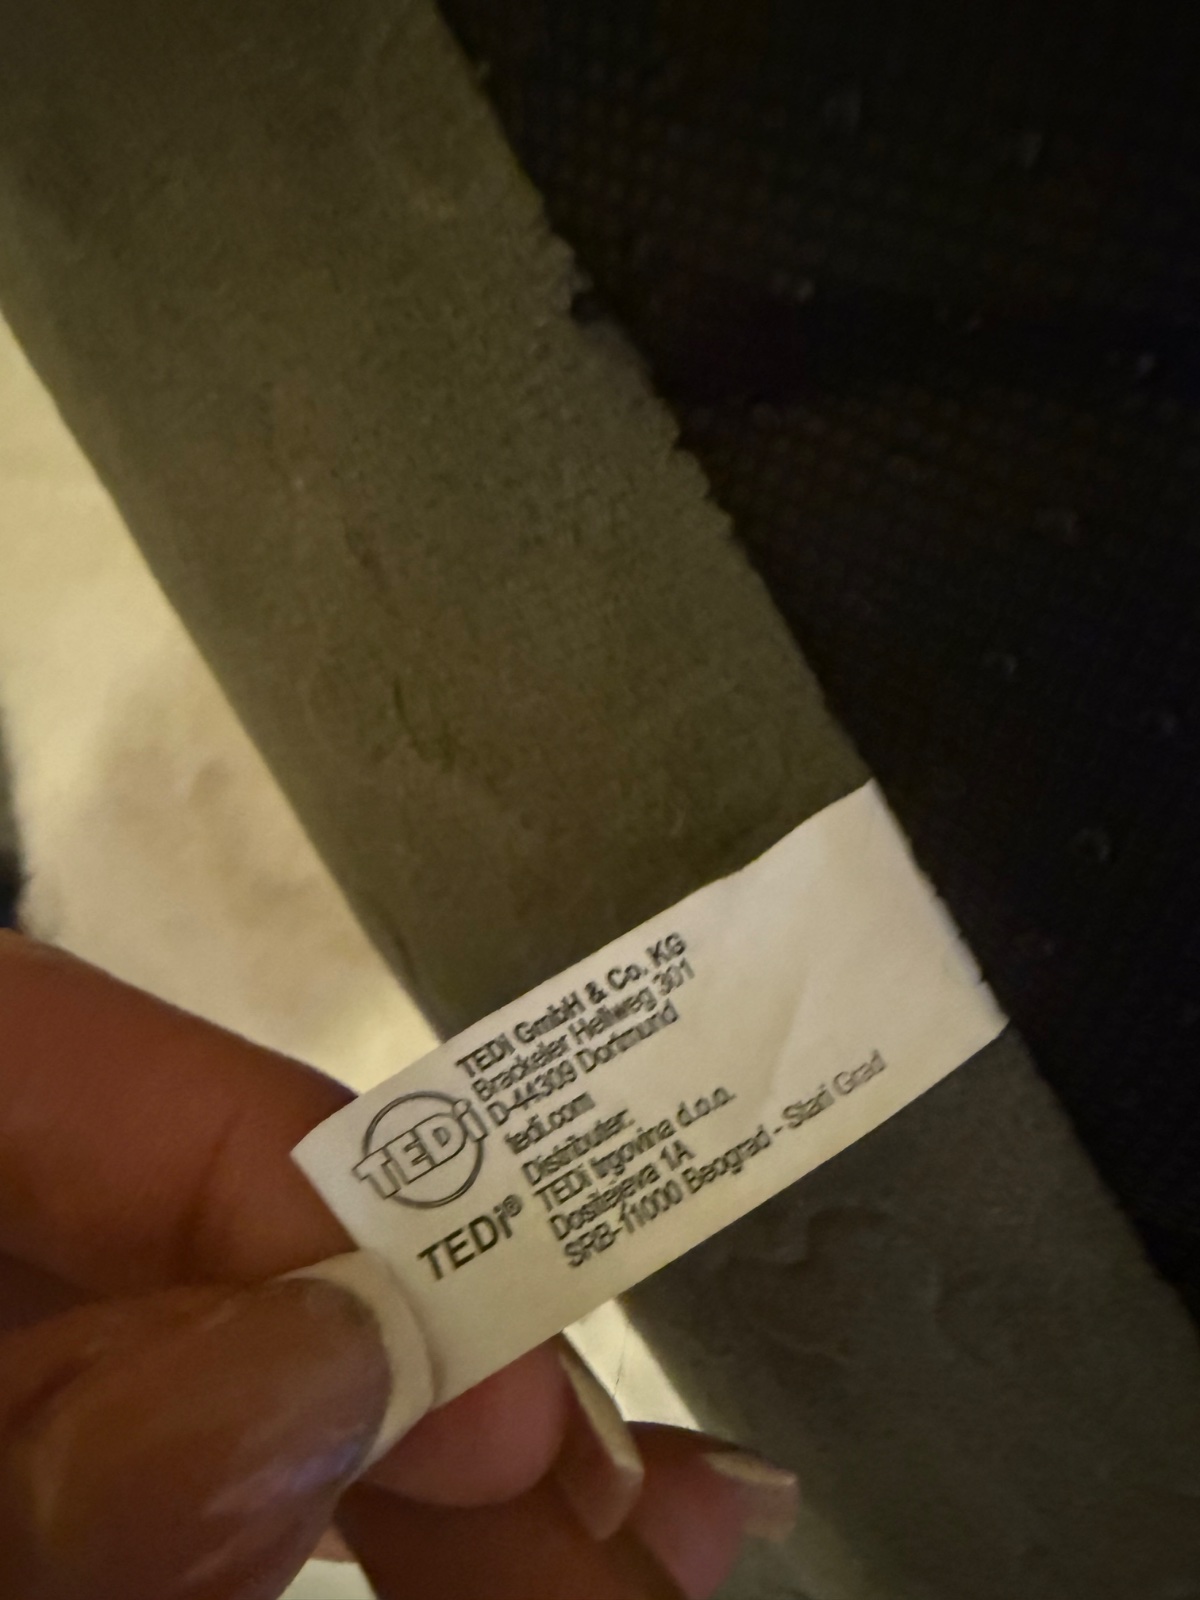 TEDi
TEDi®
TEDi GmbH & Co. KG
Brackeler Hellweg 301
D-44309 Dortmund
tedi.com
Distributer:
TEDi trgovina d.o.o.
Dositejeva 1A
SRB-11000 Beograd - Stari Grad